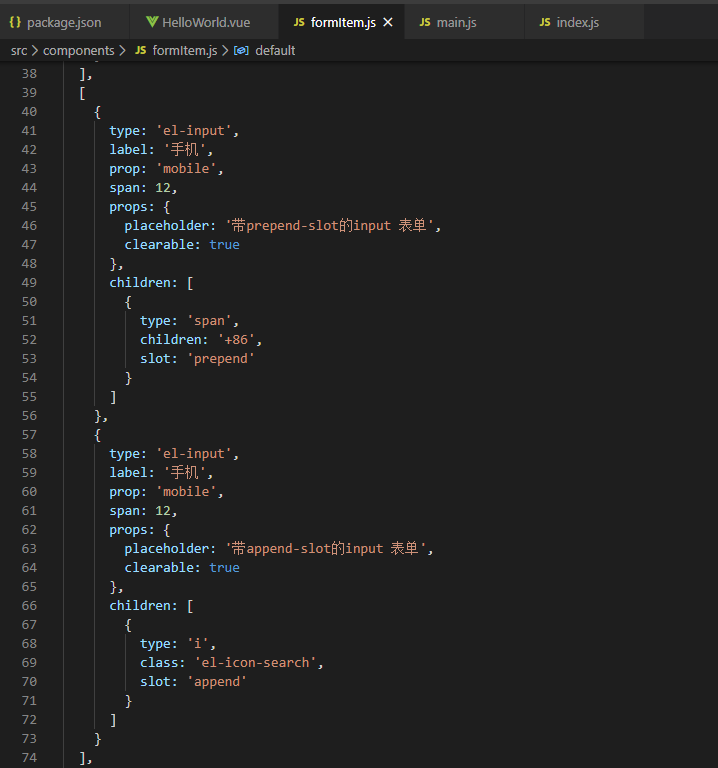 {} package.json HelloWorld.vue JS formItem.js × JS main.js JS index.js
src > components > JS formItem.js > default
38 ],
39 [
40 {
41 type: 'el-input',
42 label: '手机',
43 prop: 'mobile',
44 span: 12,
45 props: {
46 placeholder: '带prepend-slot的input 表单',
47 clearable: true
48 },
49 children: [
50 {
51 type: 'span',
52 children: '+86',
53 slot: 'prepend'
54 }
55 ]
56 },
57 {
58 type: 'el-input',
59 label: '手机',
60 prop: 'mobile',
61 span: 12,
62 props: {
63 placeholder: '带append-slot的input 表单',
64 clearable: true
65 },
66 children: [
67 {
68 type: 'i',
69 class: 'el-icon-search',
70 slot: 'append'
71 }
72 ]
73 }
74 ],